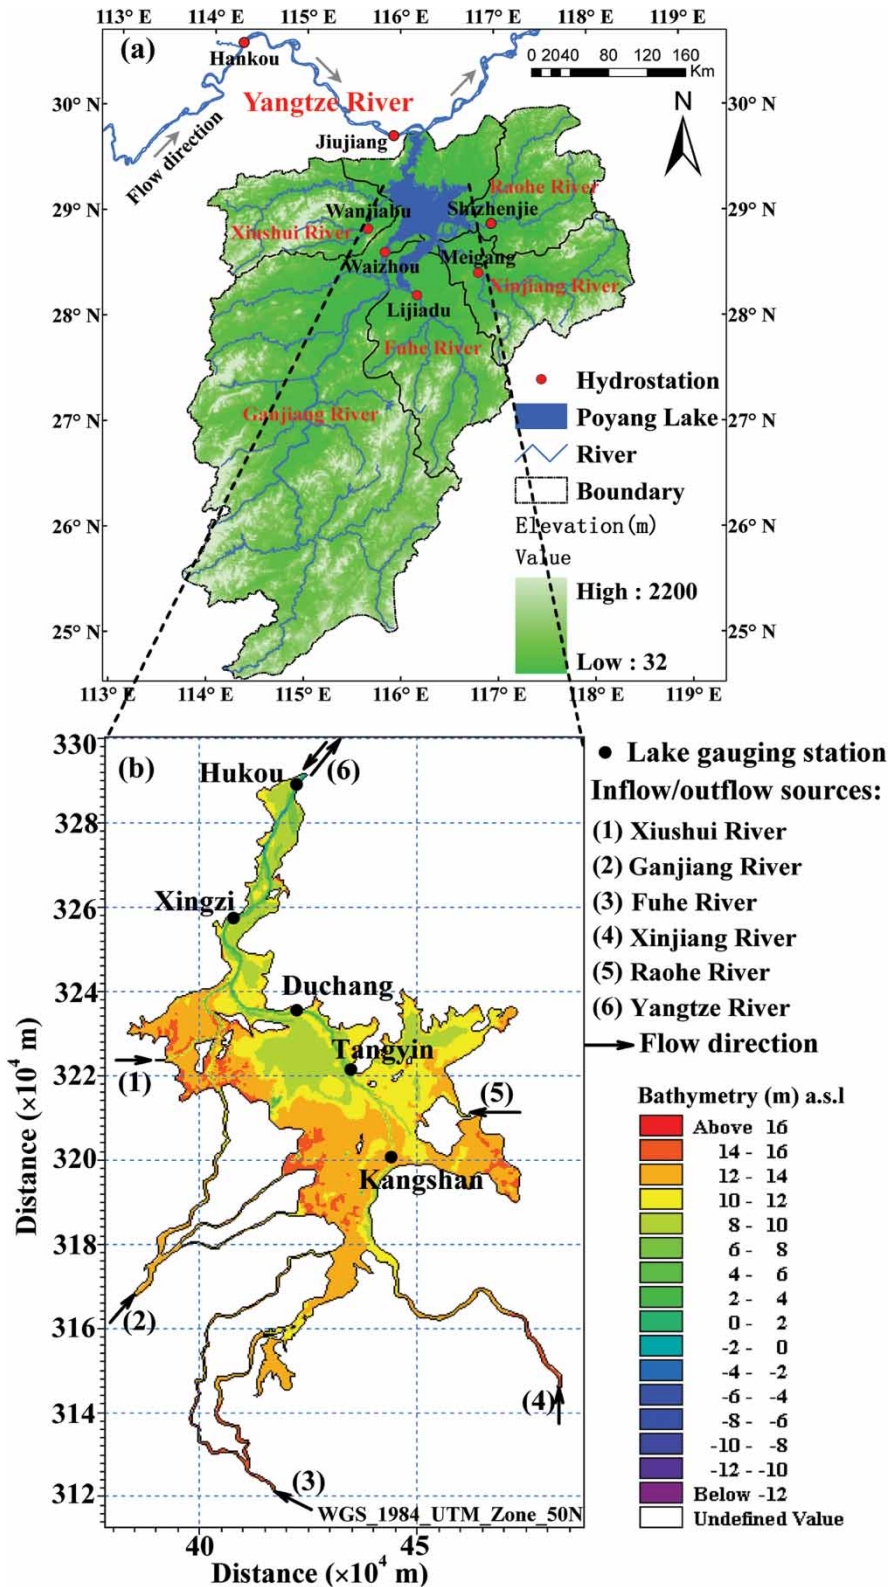 113° E 114° E 115° E 116° E 117° E 118° E 119° E
(a)
Hankou
0 20 40 80 120 160
Km
N
Yangtze River
30° N
30° N
Jiujiang
Flow direction
Raohe River
29° N
29° N
Wanjiabu
Shizhenjie
Xiushui River
Waizhou
Meigang
Xinjiang River
28° N
28° N
Lijiadu
Fuhe River
Hydrostation
Ganjiang River
Poyang Lake
27° N
27° N
River
Boundary
26° N
26° N
Elevation(m)
Value
High : 2200
25° N
25° N
Low : 32
113° E 114° E 115° E 116° E 117° E 118° E 119° E
(b)
330
328
326
324
322
320
318
316
314
312
Distance (×10⁴ m)
Hukou
(6)
Xingzi
Duchang
Tangyin
(1)
(5)
Kangshan
(2)
(4)
(3)
WGS_1984_UTM_Zone_50N
40 45
Distance (×10⁴ m)
Lake gauging station
Inflow/outflow sources:
(1) Xiushui River
(2) Ganjiang River
(3) Fuhe River
(4) Xinjiang River
(5) Raohe River
(6) Yangtze River
Flow direction
Bathymetry (m) a.s.l
Above 16
14 - 16
12 - 14
10 - 12
8 - 10
6 - 8
4 - 6
2 - 4
0 - 2
-2 - 0
-4 - -2
-6 - -4
-8 - -6
-10 - -8
-12 - -10
Below -12
Undefined Value